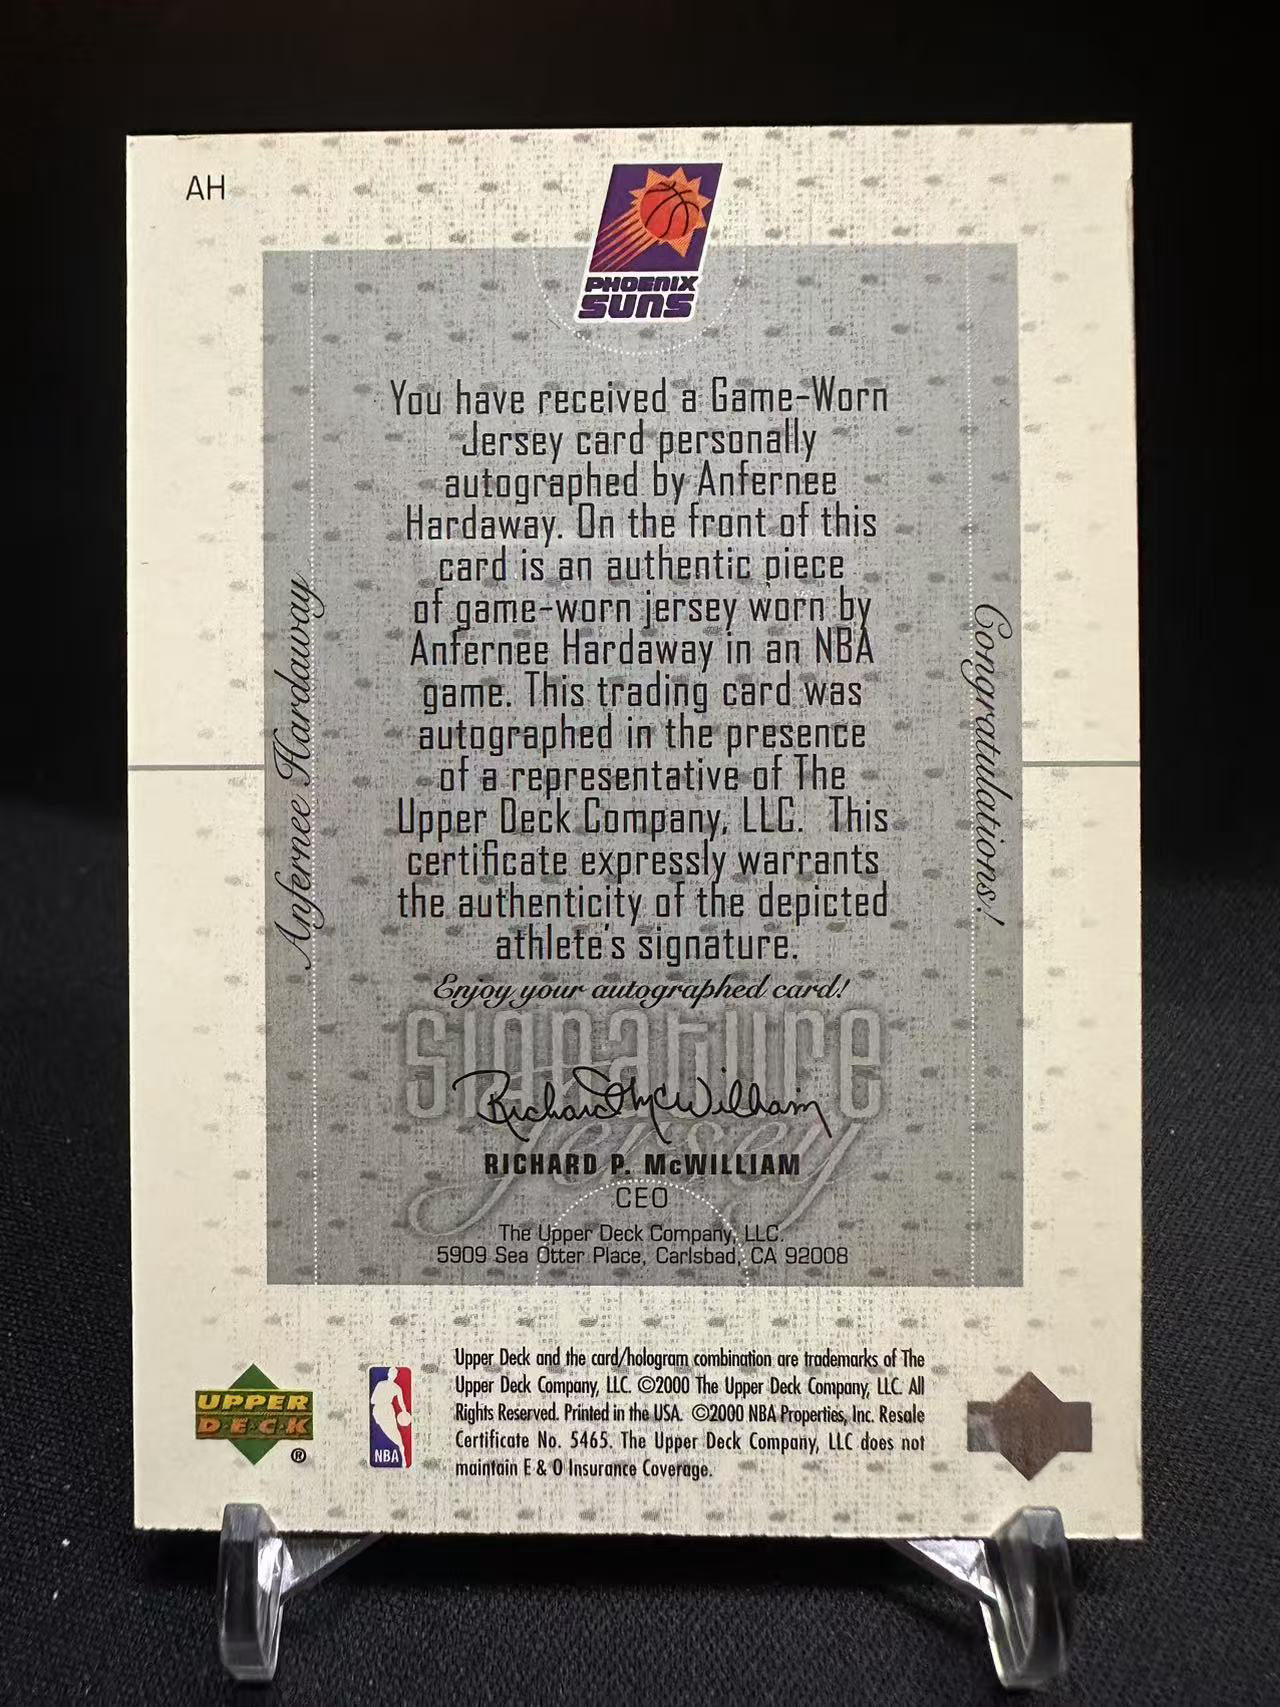 AH
PHOENIX
SUNS
You have received a Game-Worn
Jersey card personally
autographed by Anfernee
Hardaway. On the front of this
card is an authentic piece
of game-worn jersey worn by
Anfernee Hardaway in an NBA
game. This trading card was
autographed in the presence
of a representative of The
Upper Deck Company, LLC. This
certificate expressly warrants
the authenticity of the depicted
athlete's signature.
Anfernee Hardaway
Congratulations!
Enjoy your autographed card!
signature
jersey
Richard McWilliam
RICHARD P. McWILLIAM
CEO
The Upper Deck Company, LLC.
5909 Sea Otter Place, Carlsbad, CA 92008
Upper Deck and the card/hologram combination are trademarks of The
Upper Deck Company, LLC. ©2000 The Upper Deck Company, LLC. All
Rights Reserved. Printed in the USA. ©2000 NBA Properties, Inc. Resale
Certificate No. 5465. The Upper Deck Company, LLC does not
maintain E & O Insurance Coverage.
UPPER
DECK
®
NBA